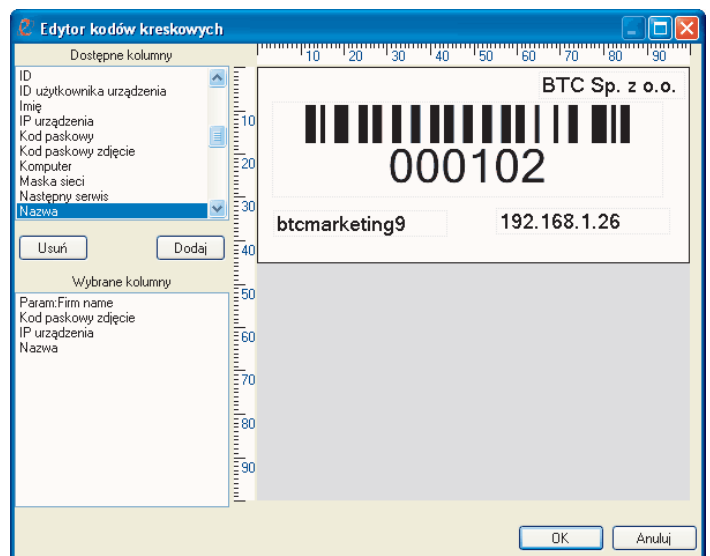 Edytor kodów kreskowych
Dostępne kolumny
ID
ID użytkownika urządzenia
Imię
IP urządzenia
Kod paskowy
Kod paskowy zdjęcie
Komputer
Maska sieci
Następny serwis
Nazwa
Usuń Dodaj
Wybrane kolumny
Param:Firm name
Kod paskowy zdjęcie
IP urządzenia
Nazwa
10 20 30 40 50 60 70 80 90
10
20
30
40
50
60
70
80
90
BTC Sp. z o.o.
000102
btcmarketing9 192.168.1.26
OK Anuluj